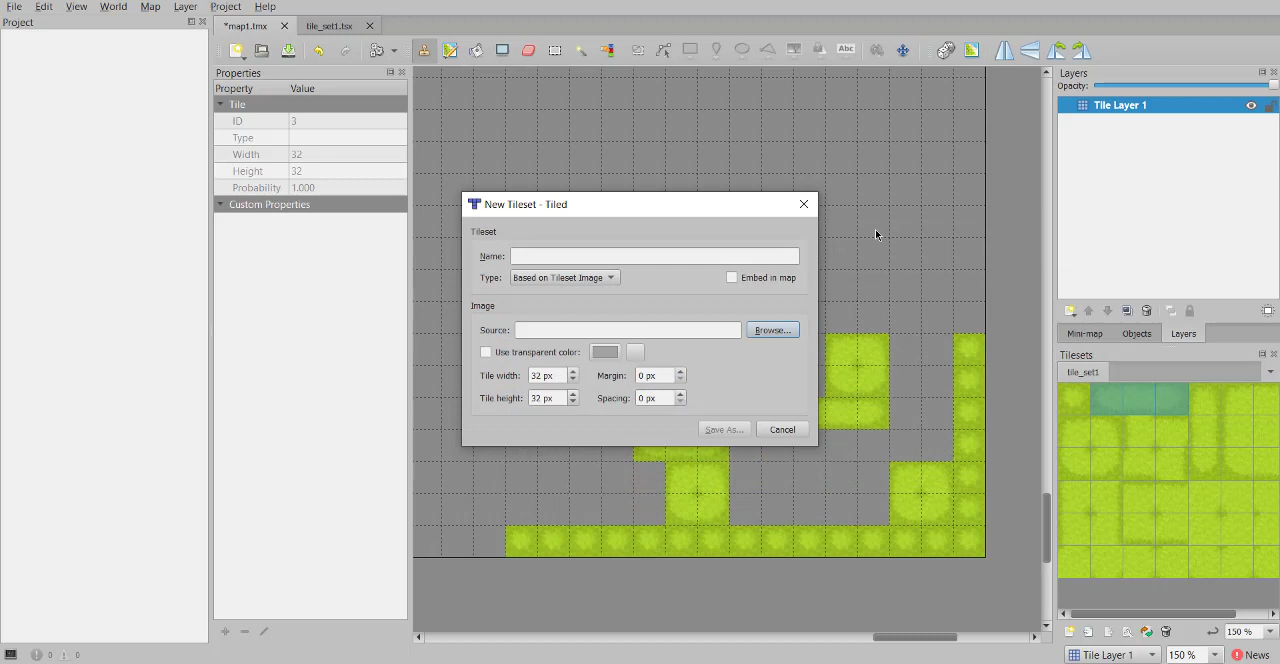 File Edit View World Map Layer Project Help
Project
*map1.tmx
tile_set1.tsx
Abc
Properties
Property Value
Tile
ID 3
Type
Width 32
Height 32
Probability 1.000
Custom Properties
New Tileset - Tiled
Tileset
Name:
Type: Based on Tileset Image
Embed in map
Image
Source:
Browse...
Use transparent color:
Tile width: 32 px Margin: 0 px
Tile height: 32 px Spacing: 0 px
Save As... Cancel
Layers
Opacity:
Tile Layer 1
Mini-map Objects Layers
Tilesets
tile_set1
150 %
0 0
Tile Layer 1 150 % News